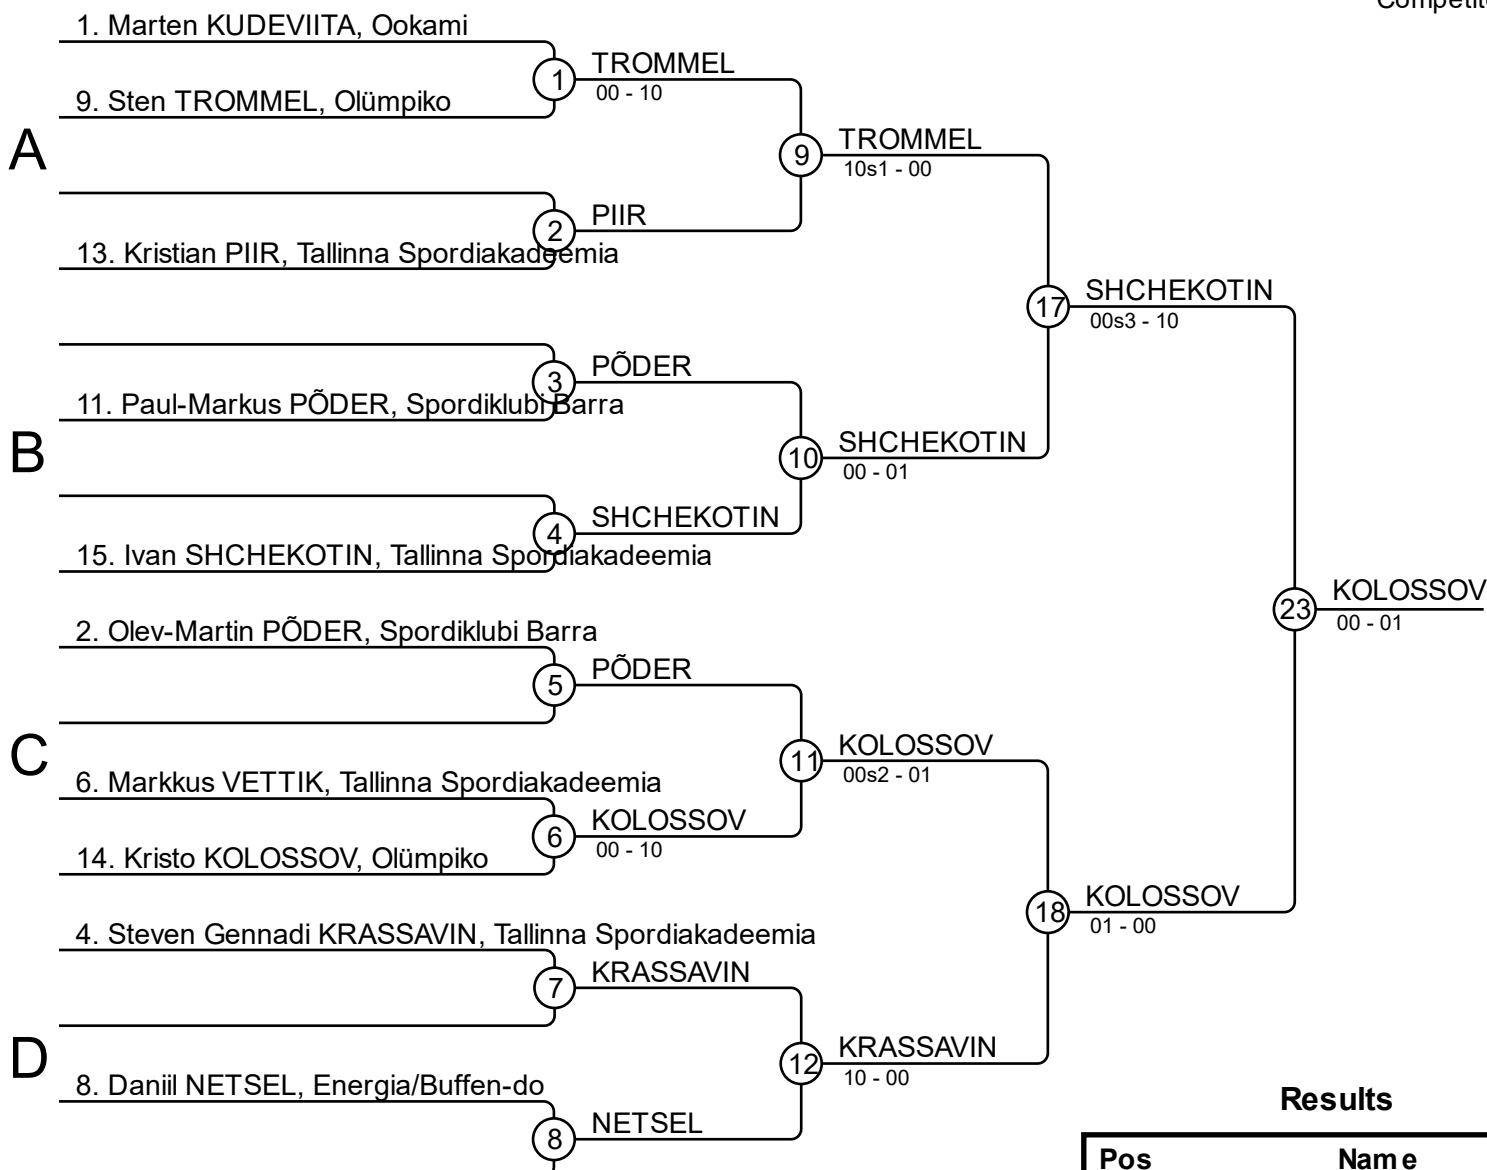 1. Marten KUDEVIITA, Ookami
1
TROMMEL
00 - 10
9. Sten TROMMEL, Olümpiko
A
9
TROMMEL
10s1 - 00
2
PIIR
13. Kristian PIIR, Tallinna Spordiakadeemia
17
SHCHEKOTIN
00s3 - 10
3
PÕDER
11. Paul-Markus PÕDER, Spordiklubi Barra
B
10
SHCHEKOTIN
00 - 01
4
SHCHEKOTIN
15. Ivan SHCHEKOTIN, Tallinna Spordiakadeemia
23
KOLOSSOV
00 - 01
2. Olev-Martin PÕDER, Spordiklubi Barra
5
PÕDER
C
11
KOLOSSOV
00s2 - 01
6. Markkus VETTIK, Tallinna Spordiakadeemia
6
KOLOSSOV
00 - 10
14. Kristo KOLOSSOV, Olümpiko
18
KOLOSSOV
01 - 00
4. Steven Gennadi KRASSAVIN, Tallinna Spordiakadeemia
7
KRASSAVIN
D
12
KRASSAVIN
10 - 00
8. Daniil NETSEL, Energia/Buffen-do
8
NETSEL
Results
Pos Name